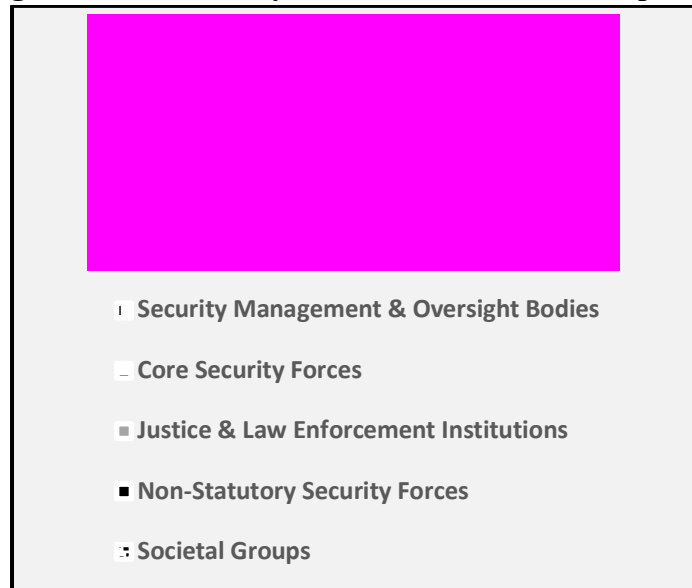 Security Management & Oversight Bodies
Core Security Forces
Justice & Law Enforcement Institutions
Non-Statutory Security Forces
Societal Groups